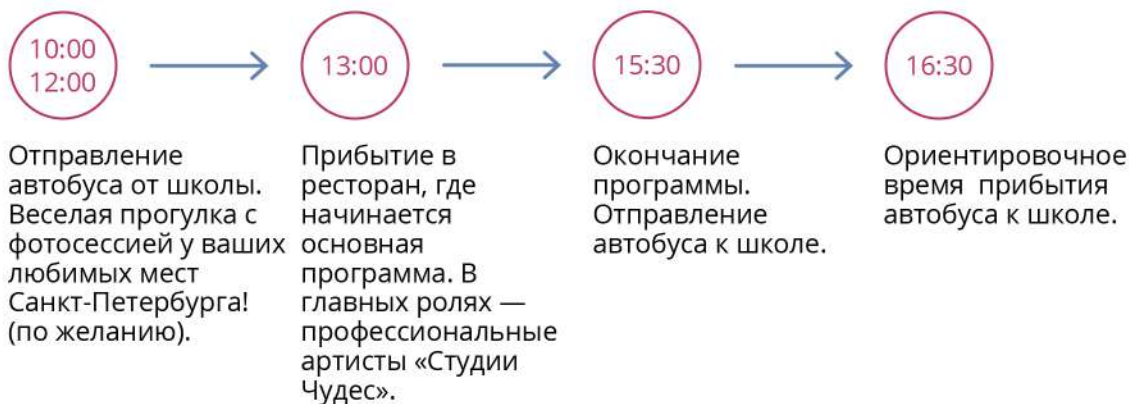 10:00
12:00
13:00
15:30
16:30
Отправление
автобуса от школы.
Веселая прогулка с
фотосессией у ваших
любимых мест
Санкт-Петербурга!
(по желанию).
Прибытие в
ресторан, где
начинается
основная
программа. В
главных ролях —
профессиональные
артисты «Студии
Чудес».
Окончание
программы.
Отправление
автобуса к школе.
Ориентировочное
время прибытия
автобуса к школе.